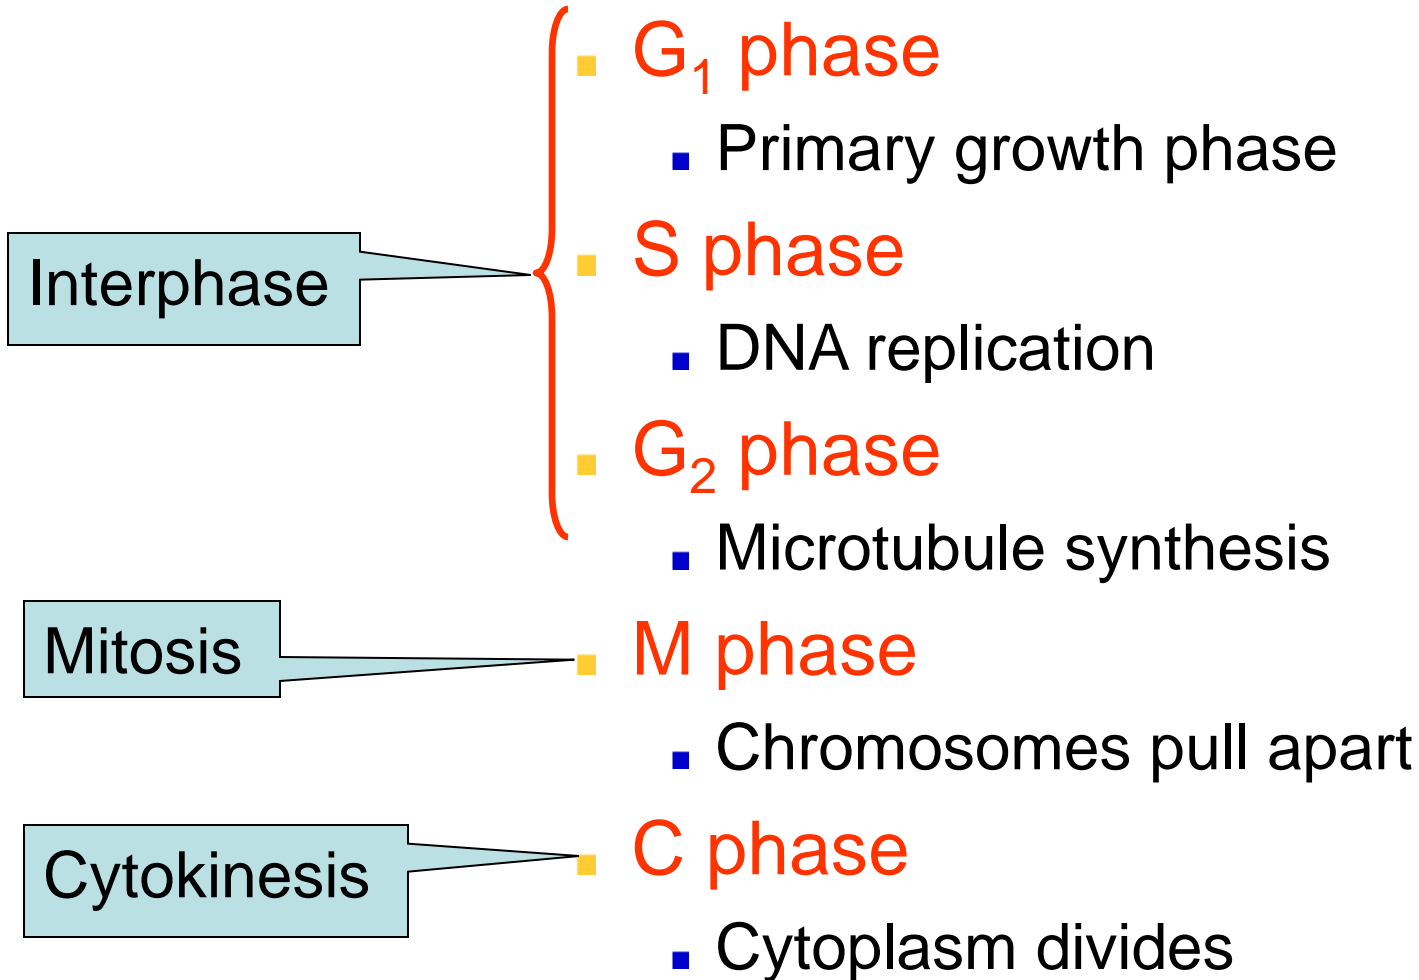 G₁ phase
Primary growth phase
Interphase
S phase
DNA replication
G₂ phase
Microtubule synthesis
Mitosis
M phase
Chromosomes pull apart
Cytokinesis
C phase
Cytoplasm divides